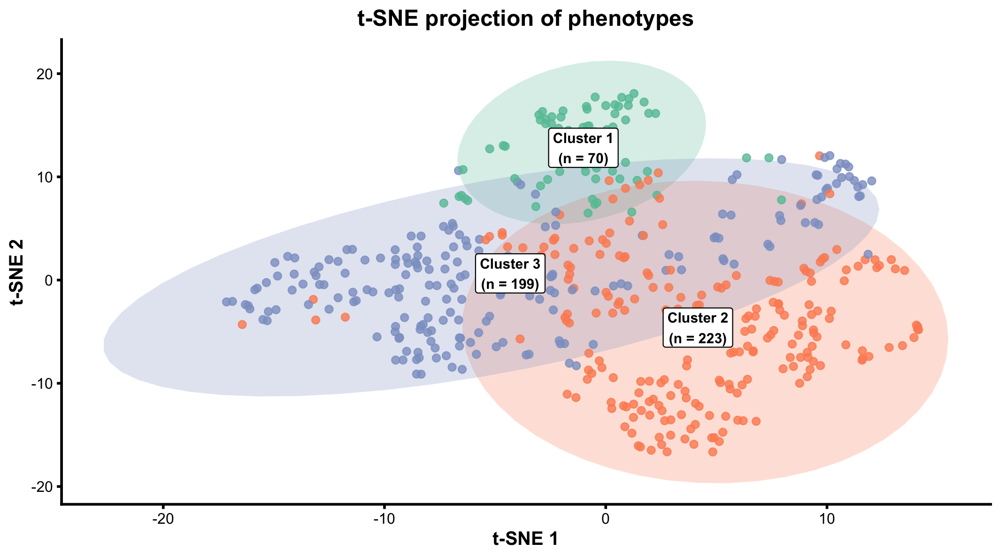 t-SNE projection of phenotypes
t-SNE 2
20
10
0
-10
-20
Cluster 1
(n = 70)
Cluster 3
(n = 199)
Cluster 2
(n = 223)
-20
-10
0
10
t-SNE 1